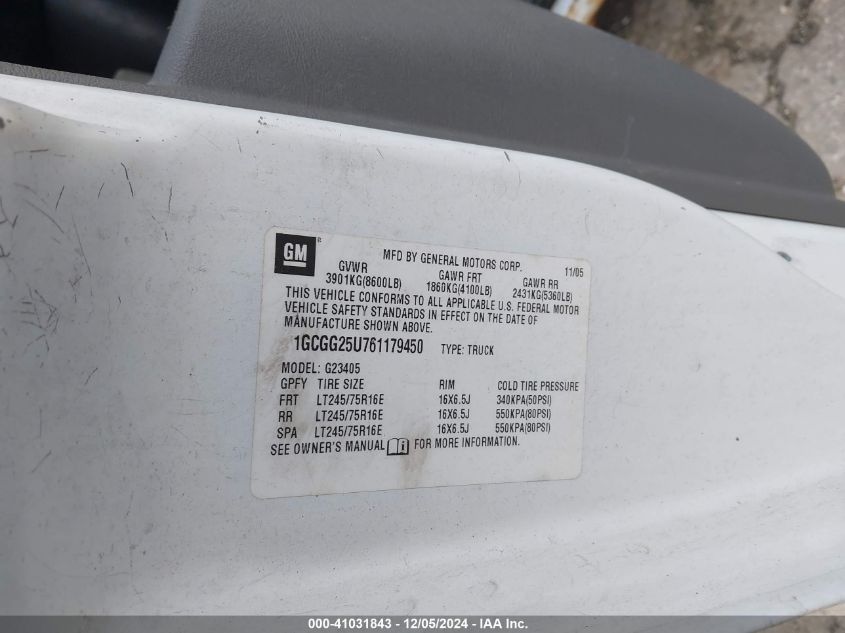 GM ®
MFD BY GENERAL MOTORS CORP. 11/05
GVWR GAWR FRT GAWR RR
3901KG(8600LB) 1860KG(4100LB) 2431KG(5360LB)
THIS VEHICLE CONFORMS TO ALL APPLICABLE U.S. FEDERAL MOTOR
VEHICLE SAFETY STANDARDS IN EFFECT ON THE DATE OF
MANUFACTURE SHOWN ABOVE.
1GCGG25U761179450 TYPE: TRUCK
MODEL: G23405
GPFY TIRE SIZE RIM COLD TIRE PRESSURE
FRT LT245/75R16E 16X6.5J 340KPA(50PSI)
RR LT245/75R16E 16X6.5J 550KPA(80PSI)
SPA LT245/75R16E 16X6.5J 550KPA(80PSI)
SEE OWNER'S MANUAL i FOR MORE INFORMATION.
000-41031843 - 12/05/2024 - IAA Inc.